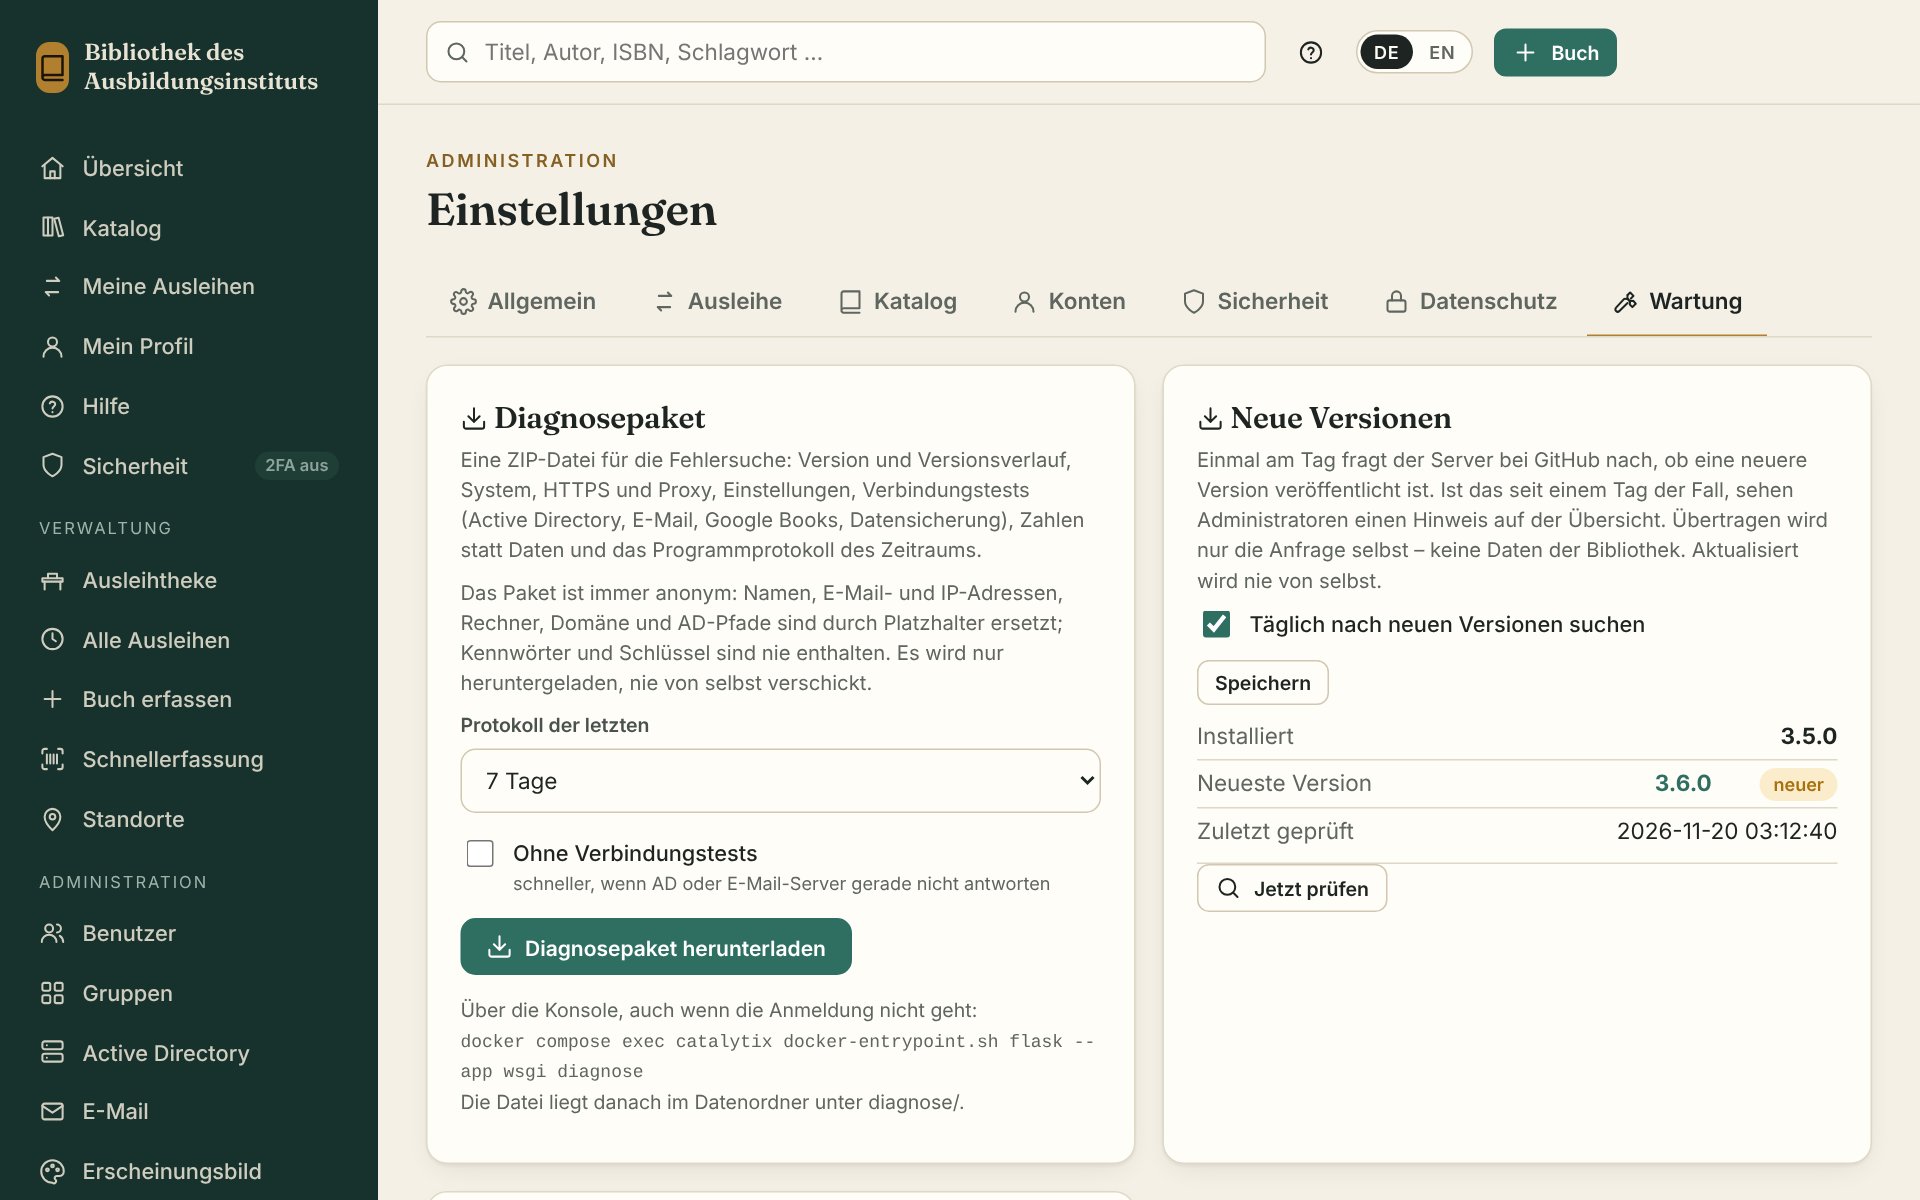 Bibliothek des
Ausbildungsinstituts
Übersicht
Katalog
Meine Ausleihen
Mein Profil
Hilfe
Sicherheit 2FA aus
VERWALTUNG
Ausleihtheke
Alle Ausleihen
Buch erfassen
Schnellerfassung
Standorte
ADMINISTRATION
Benutzer
Gruppen
Active Directory
E-Mail
Erscheinungsbild
Titel, Autor, ISBN, Schlagwort ...
DE EN
Buch
ADMINISTRATION
Einstellungen
Allgemein Ausleihe Katalog Konten Sicherheit Datenschutz Wartung
Diagnosepaket
Eine ZIP-Datei für die Fehlersuche: Version und Versionsverlauf,
System, HTTPS und Proxy, Einstellungen, Verbindungstests
(Active Directory, E-Mail, Google Books, Datensicherung), Zahlen
statt Daten und das Programmprotokoll des Zeitraums.
Das Paket ist immer anonym: Namen, E-Mail- und IP-Adressen,
Rechner, Domäne und AD-Pfade sind durch Platzhalter ersetzt;
Kennwörter und Schlüssel sind nie enthalten. Es wird nur
heruntergeladen, nie von selbst verschickt.
Protokoll der letzten
7 Tage
Ohne Verbindungstests
schneller, wenn AD oder E-Mail-Server gerade nicht antworten
Diagnosepaket herunterladen
Über die Konsole, auch wenn die Anmeldung nicht geht:
docker compose exec catalytix docker-entrypoint.sh flask --
app wsgi diagnose
Die Datei liegt danach im Datenordner unter diagnose/.
Neue Versionen
Einmal am Tag fragt der Server bei GitHub nach, ob eine neuere
Version veröffentlicht ist. Ist das seit einem Tag der Fall, sehen
Administratoren einen Hinweis auf der Übersicht. Übertragen wird
nur die Anfrage selbst – keine Daten der Bibliothek. Aktualisiert
wird nie von selbst.
Täglich nach neuen Versionen suchen
Speichern
Installiert 3.5.0
Neueste Version 3.6.0 neuer
Zuletzt geprüft 2026-11-20 03:12:40
Jetzt prüfen